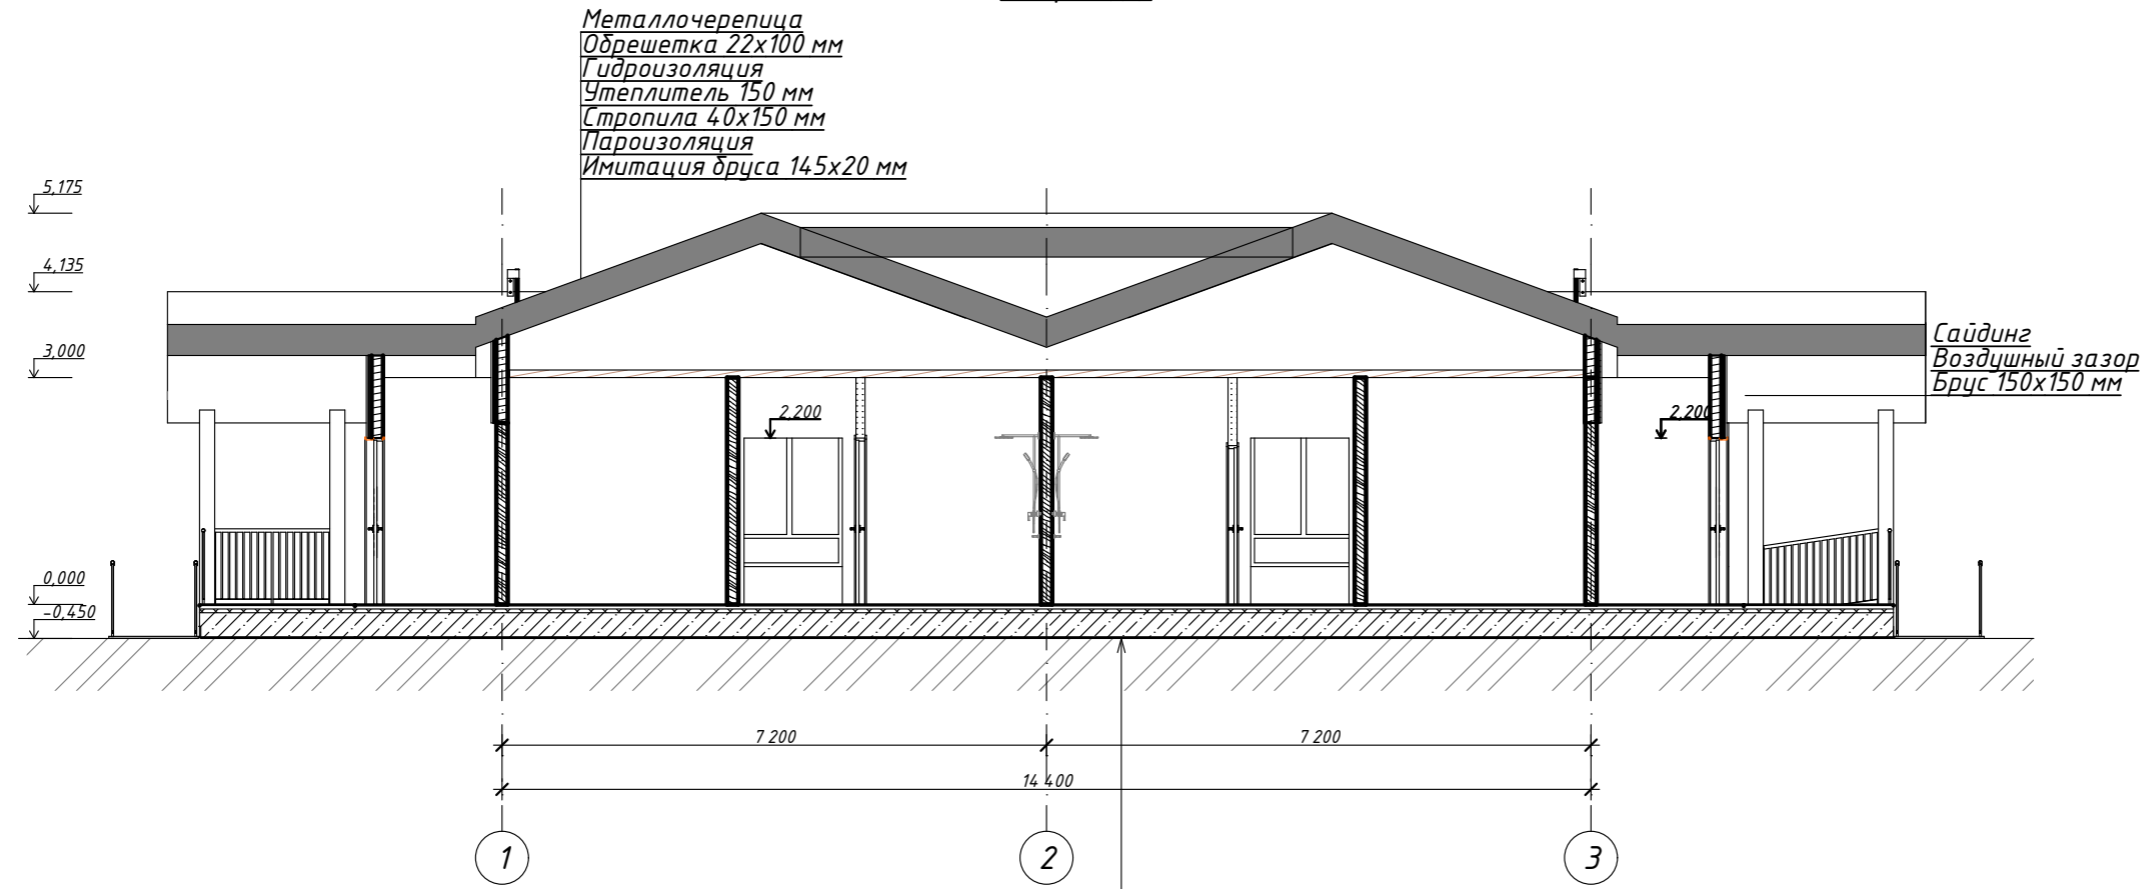 Металлочерепица
Обрешетка 22х100 мм
Гидроизоляция
Утеплитель 150 мм
Стропила 40х150 мм
Пароизоляция
Имитация бруса 145х20 мм
5,175
4,135
3,000
Сайдинг
Воздушный зазор
Брус 150х150 мм
2,200
2,200
0,000
-0,450
7 200
7 200
14 400
1
2
3